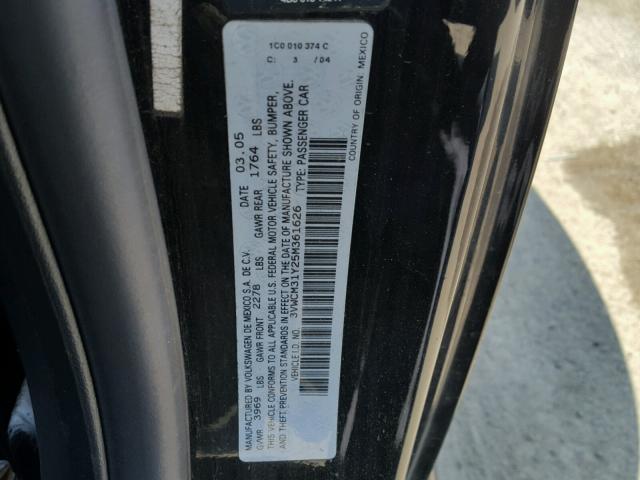 1C0 010 374 C
C: 3 /04
MANUFACTURED BY VOLKSWAGEN DE MEXICO S.A. DE C.V. DATE 03.05
GVWR 3969 LBS GAWR FRONT 2278 LBS GAWR REAR 1764 LBS
THIS VEHICLE CONFORMS TO ALL APPLICABLE U.S. FEDERAL MOTOR VEHICLE SAFETY, BUMPER,
AND THEFT PREVENTION STANDARDS IN EFFECT ON THE DATE OF MANUFACTURE SHOWN ABOVE.
VEHICLE I.D. NO. 3VWCM31Y25M361626 TYPE: PASSENGER CAR
COUNTRY OF ORIGIN: MEXICO